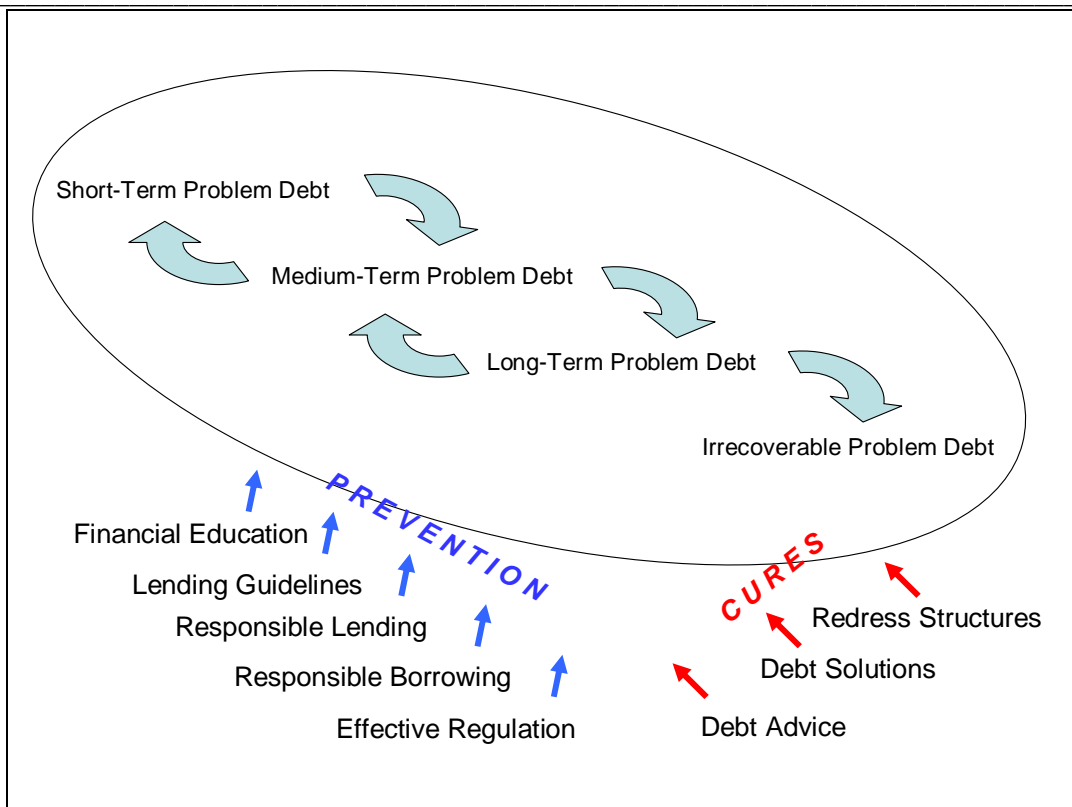 Short-Term Problem Debt
Medium-Term Problem Debt
Long-Term Problem Debt
Irrecoverable Problem Debt
PREVENTION
Financial Education
Lending Guidelines
Responsible Lending
Responsible Borrowing
Effective Regulation
CURES
Redress Structures
Debt Solutions
Debt Advice